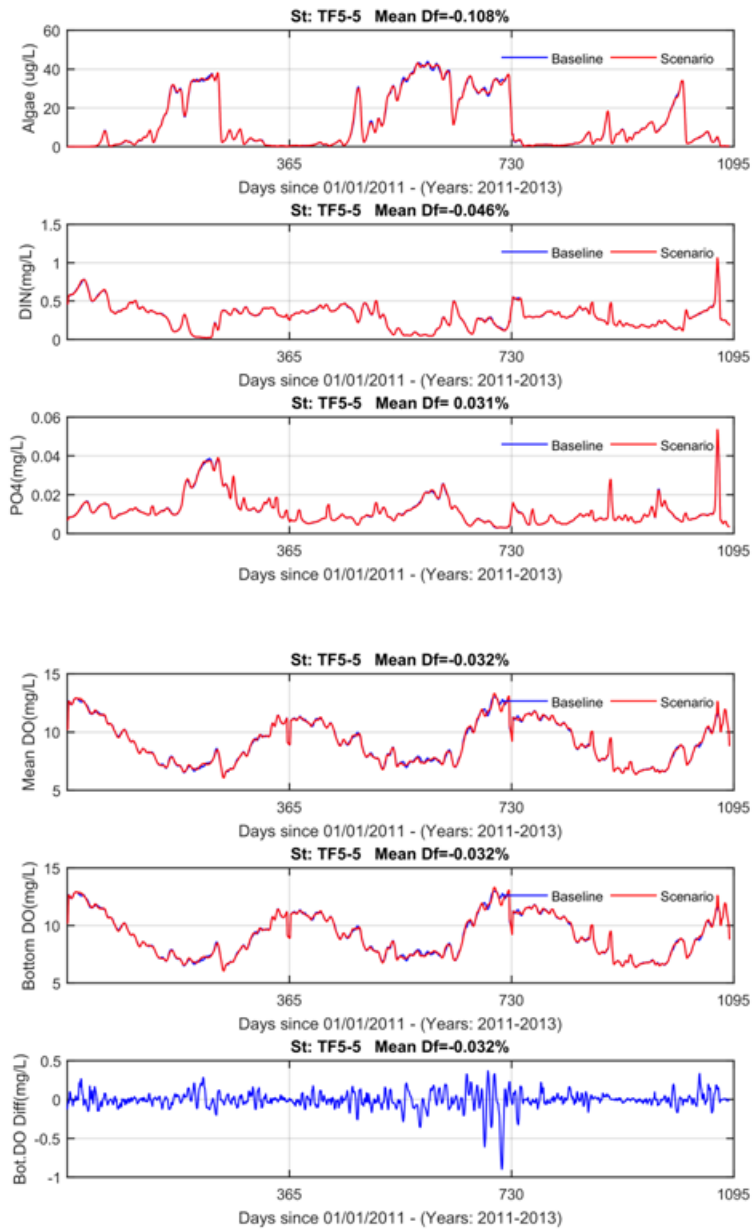 St: TF5-5 Mean Df=-0.108%
60
40
20
0
Algae (ug/L)
Baseline Scenario
365 730 1095
Days since 01/01/2011 - (Years: 2011-2013)
St: TF5-5 Mean Df=-0.046%
1.5
1
0.5
0
DIN(mg/L)
Baseline Scenario
365 730 1095
Days since 01/01/2011 - (Years: 2011-2013)
St: TF5-5 Mean Df= 0.031%
0.06
0.04
0.02
0
PO4(mg/L)
Baseline Scenario
365 730 1095
Days since 01/01/2011 - (Years: 2011-2013)
St: TF5-5 Mean Df=-0.032%
15
10
5
Mean DO(mg/L)
Baseline Scenario
365 730 1095
Days since 01/01/2011 - (Years: 2011-2013)
St: TF5-5 Mean Df=-0.032%
15
10
5
Bottom DO(mg/L)
Baseline Scenario
365 730 1095
Days since 01/01/2011 - (Years: 2011-2013)
St: TF5-5 Mean Df=-0.032%
0.5
0
-0.5
-1
Bot.DO Diff(mg/L)
365 730 1095
Days since 01/01/2011 - (Years: 2011-2013)